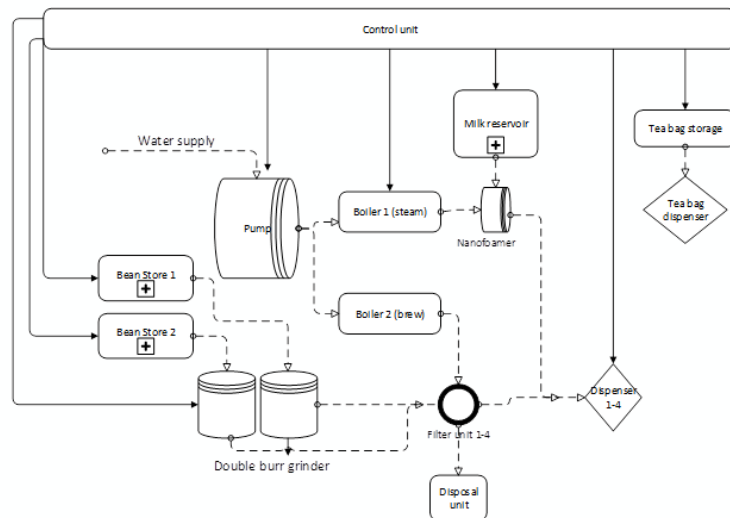 Control unit
Milk reservoir
Tea bag storage
Water supply
Pump
Boiler 1 (steam)
Tea bag
dispenser
Nanofoamer
Bean Store 1
Boiler 2 (brew)
Bean Store 2
Dispenser
1-4
Filter unit 1-4
Double burr grinder
Disposal
unit